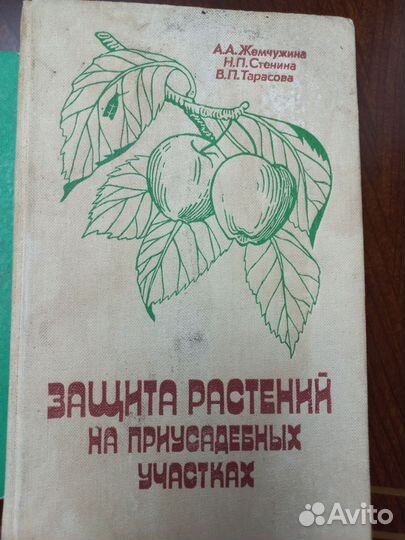 А.А.Жемчужина
Н.П.Стенина
В.П.Тарасова
ЗАЩИТА РАСТЕНИЙ
НА ПРИУСАДЕБНЫХ
УЧАСТКАХ
Avito